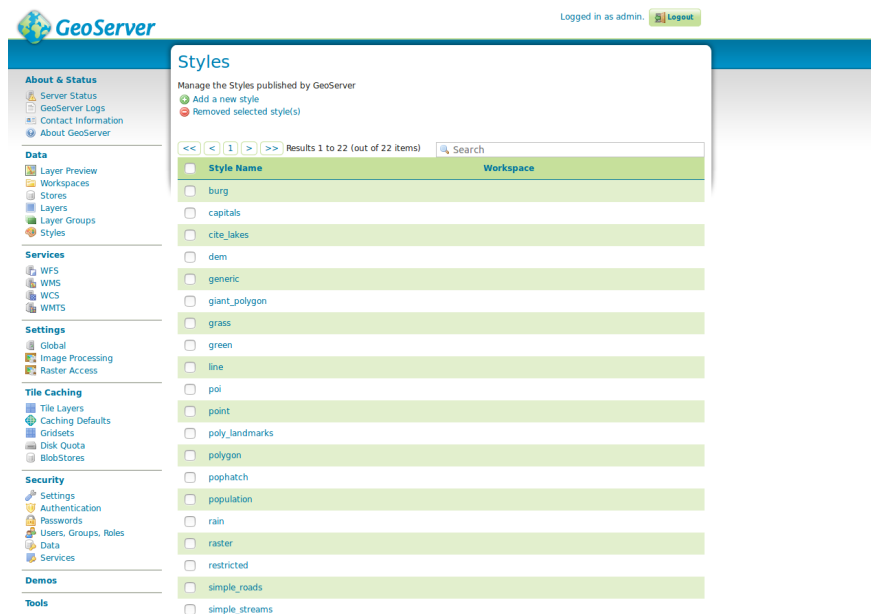 GeoServer
Logged in as admin.
Logout
About & Status
Server Status
GeoServer Logs
Contact Information
About GeoServer
Data
Layer Preview
Workspaces
Stores
Layers
Layer Groups
Styles
Services
WFS
WMS
WCS
WMTS
Settings
Global
Image Processing
Raster Access
Tile Caching
Tile Layers
Caching Defaults
Gridsets
Disk Quota
BlobStores
Security
Settings
Authentication
Passwords
Users, Groups, Roles
Data
Services
Demos
Tools
Styles
Manage the Styles published by GeoServer
Add a new style
Removed selected style(s)
<< < 1 > >> Results 1 to 22 (out of 22 items) Search
Style Name Workspace
burg
capitals
cite_lakes
dem
generic
giant_polygon
grass
green
line
poi
point
poly_landmarks
polygon
pophatch
population
rain
raster
restricted
simple_roads
simple_streams